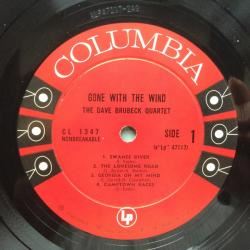 COLUMBIA
GONE WITH THE WIND
THE DAVE BRUBECK QUARTET
CL 1347
NONBREAKABLE
SIDE 1
1. SWANEE RIVER
2. THE LONESOME ROAD
3. GEORGIA ON MY MIND
4. CAMPTOWN RACES
LP